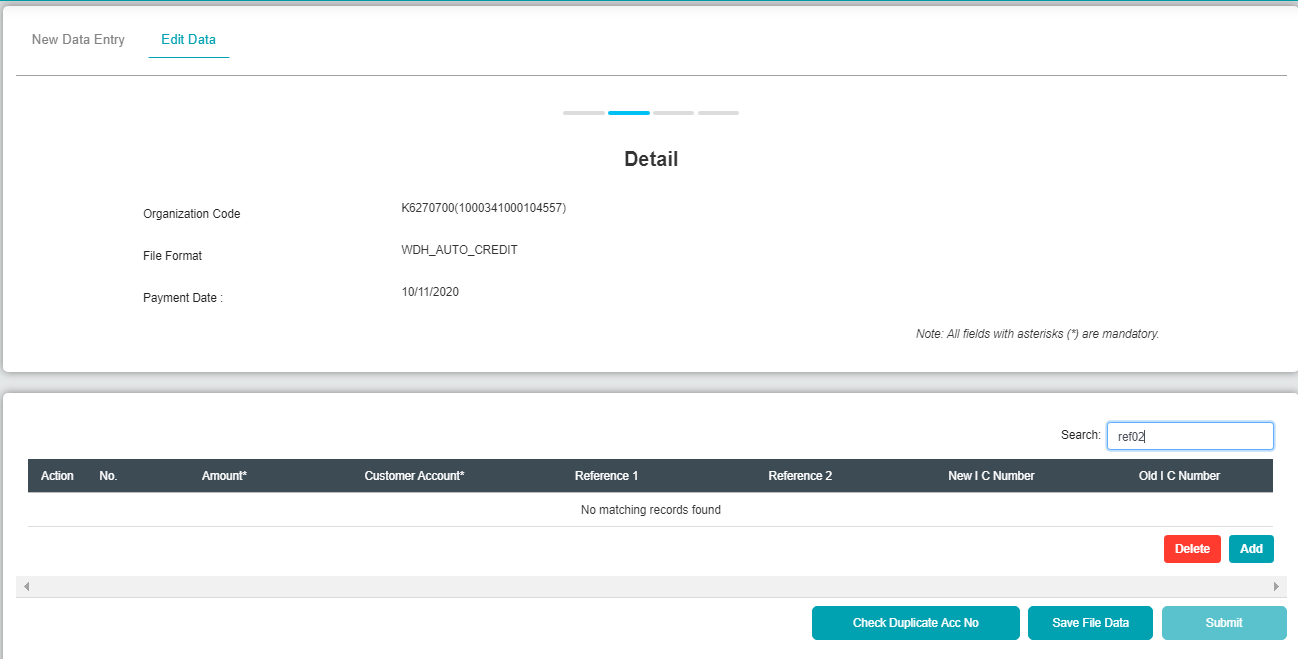 New Data Entry Edit Data
Detail
Organization Code K6270700(1000341000104557)
File Format WDH_AUTO_CREDIT
Payment Date : 10/11/2020
Note: All fields with asterisks (*) are mandatory.
Search: ref02
Action No. Amount* Customer Account* Reference 1 Reference 2 New I C Number Old I C Number
No matching records found
Delete Add
Check Duplicate Acc No Save File Data Submit